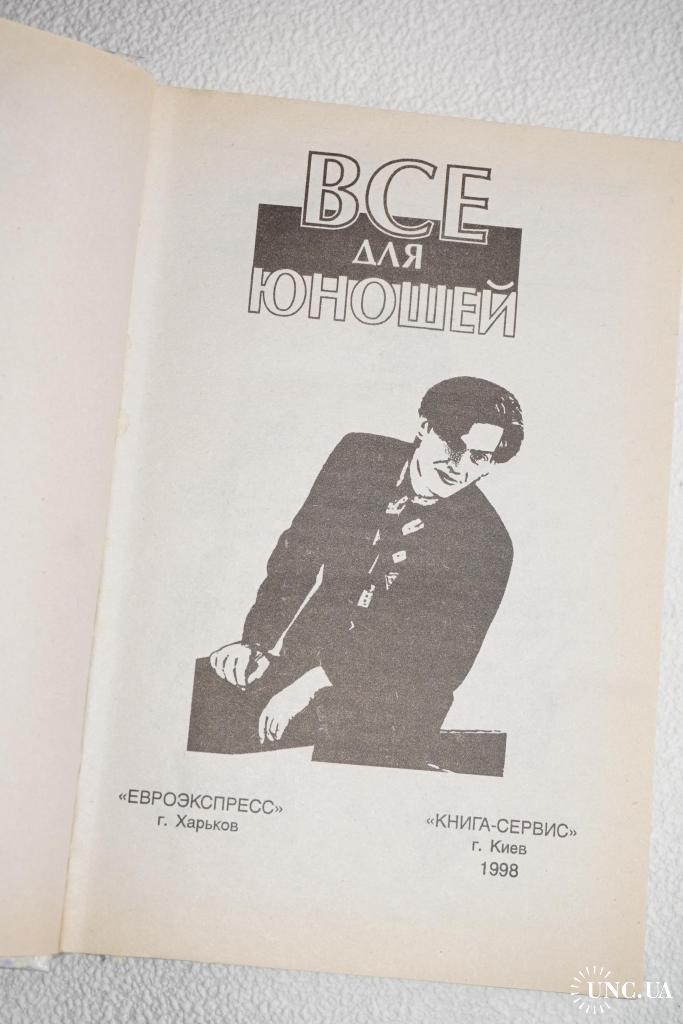 ВСЕ
ДЛЯ
ЮНОШЕЙ
«ЕВРОЭКСПРЕСС»
г. Харьков
«КНИГА-СЕРВИС»
г. Киев
1998
UNC.UA